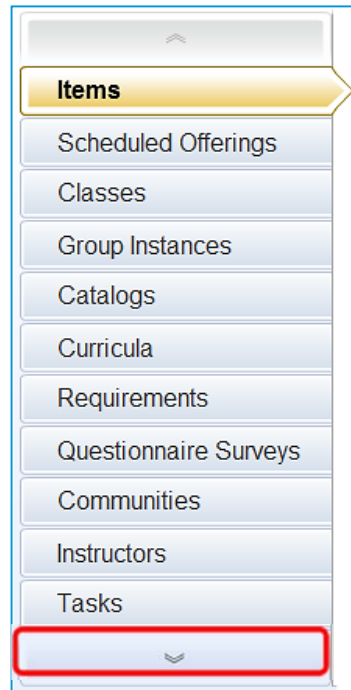 Items
Scheduled Offerings
Classes
Group Instances
Catalogs
Curricula
Requirements
Questionnaire Surveys
Communities
Instructors
Tasks